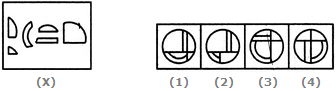 (X) (1) (2) (3) (4)